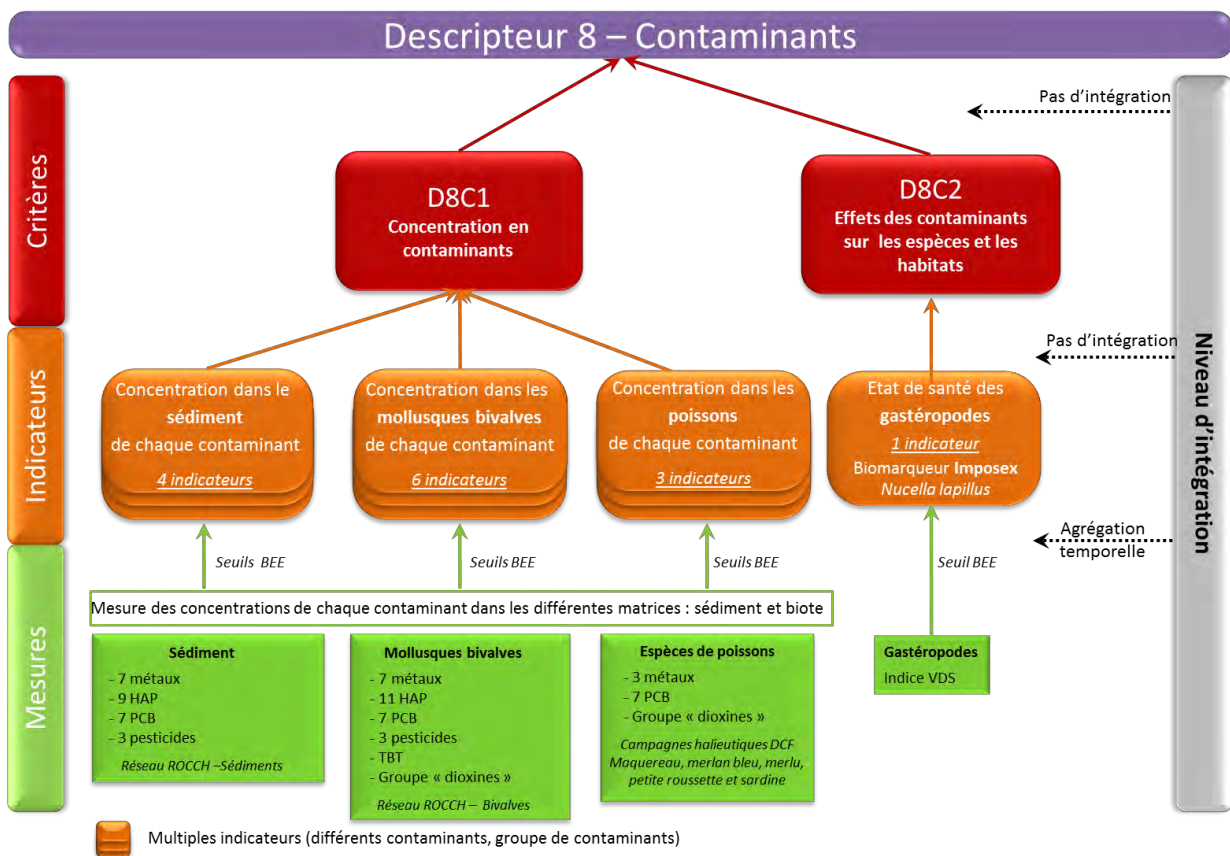 Descripteur 8 – Contaminants
Critères
Indicateurs
Mesures
Niveau d'intégration
Pas d'intégration
D8C1
Concentration en
contaminants
D8C2
Effets des contaminants
sur les espèces et les
habitats
Pas d'intégration
Concentration dans le
sédiment
de chaque contaminant
4 indicateurs
Concentration dans les
mollusques bivalves
de chaque contaminant
6 indicateurs
Concentration dans les
poissons
de chaque contaminant
3 indicateurs
Etat de santé des
gastéropodes
1 indicateur
Biomarqueur Imposex
Nucella lapillus
Agrégation
temporelle
Seuils BEE
Seuils BEE
Seuils BEE
Seuil BEE
Mesure des concentrations de chaque contaminant dans les différentes matrices : sédiment et biote
Sédiment
- 7 métaux
- 9 HAP
- 7 PCB
- 3 pesticides
Réseau ROCCH –Sédiments
Mollusques bivalves
- 7 métaux
- 11 HAP
- 7 PCB
- 3 pesticides
- TBT
- Groupe « dioxines »
Réseau ROCCH – Bivalves
Espèces de poissons
- 3 métaux
- 7 PCB
- Groupe « dioxines »
Campagnes halieutiques DCF
Maquereau, merlan bleu, merlu,
petite roussette et sardine
Gastéropodes
Indice VDS
Multiples indicateurs (différents contaminants, groupe de contaminants)